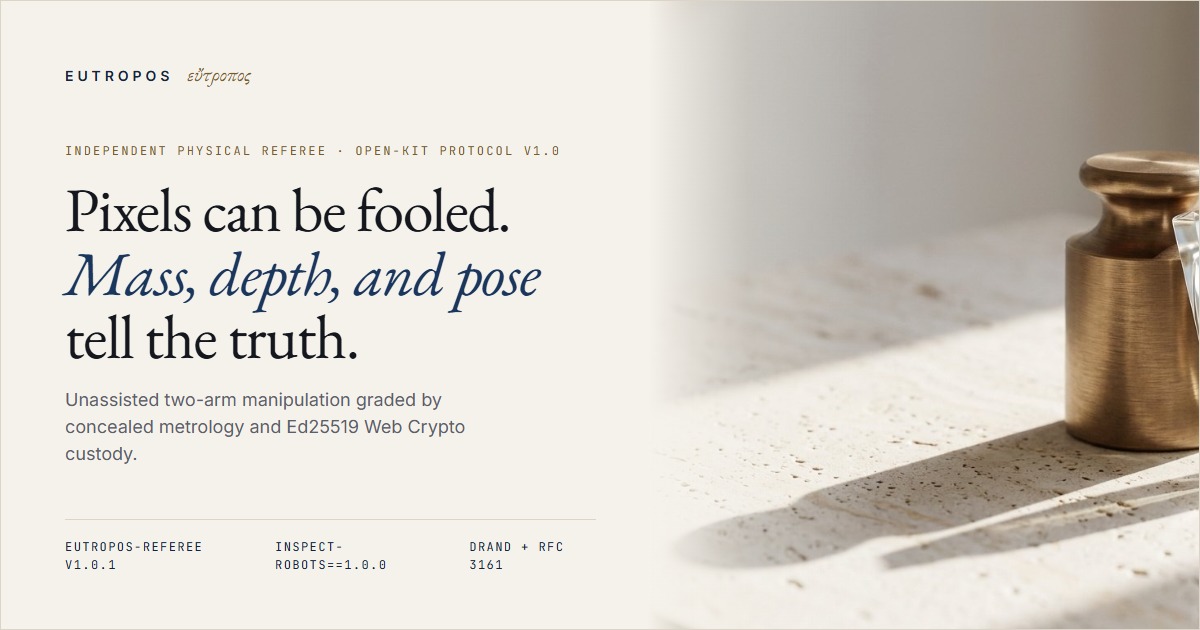 EUTROPOS εὔτροπος
INDEPENDENT PHYSICAL REFEREE · OPEN-KIT PROTOCOL V1.0
Pixels can be fooled.
Mass, depth, and pose
tell the truth.
Unassisted two-arm manipulation graded by
concealed metrology and Ed25519 Web Crypto
custody.
EUTROPOS-REFEREE
V1.0.1
INSPECT-
ROBOTS==1.0.0
DRAND + RFC
3161